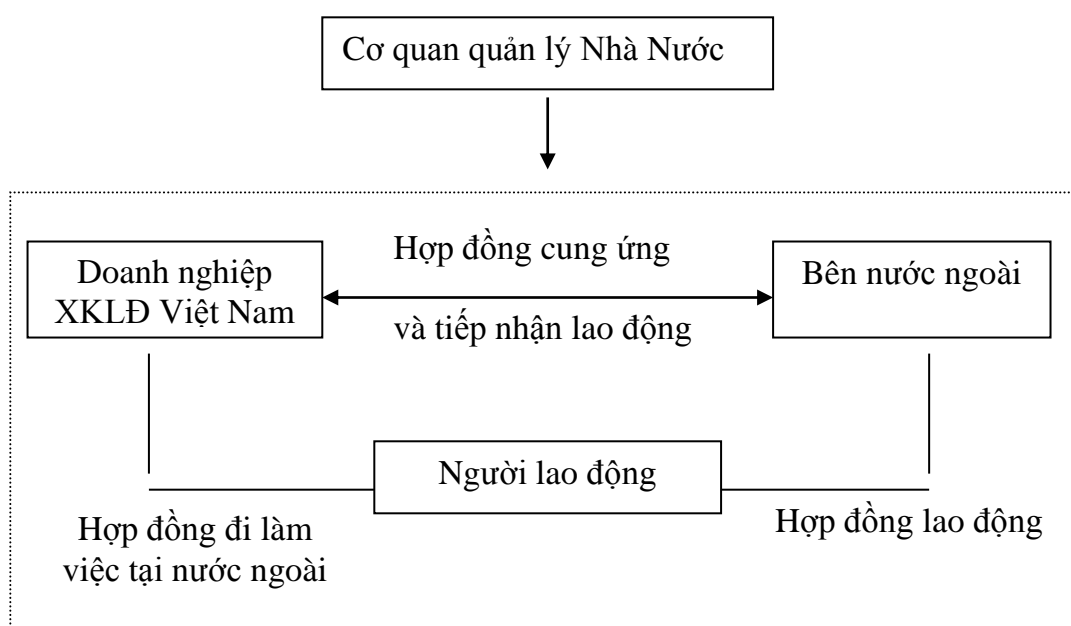 Cơ quan quản lý Nhà Nước
Doanh nghiệp
XKLĐ Việt Nam
Hợp đồng cung ứng
và tiếp nhận lao động
Bên nước ngoài
Người lao động
Hợp đồng đi làm
việc tại nước ngoài
Hợp đồng lao động